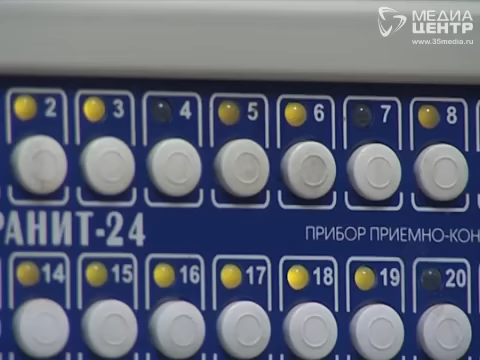 МЕДИА
ЦЕНТР
www.35media.ru
2 3 4 5 6 7 8
РАНИТ-24
ПРИБОР ПРИЕМНО-КОН
14 15 16 17 18 19 20